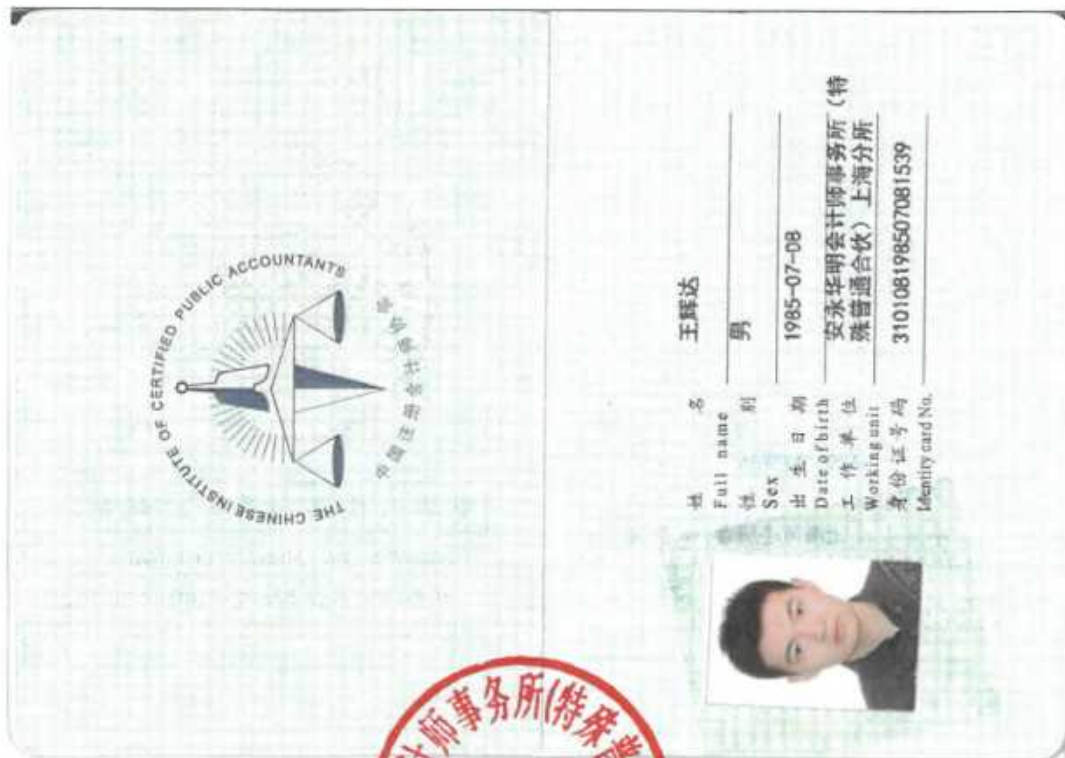 THE CHINESE INSTITUTE OF CERTIFIED PUBLIC ACCOUNTANTS
中国注册会计师协会
姓名 王辉达
Full name
性别 男
Sex
出生日期 1985-07-08
Date of birth
工作单位 安永华明会计师事务所（特
Working unit 殊普通合伙）上海分所
身份证号码 310108198507081539
Identity card No.
计师事务所(特殊普